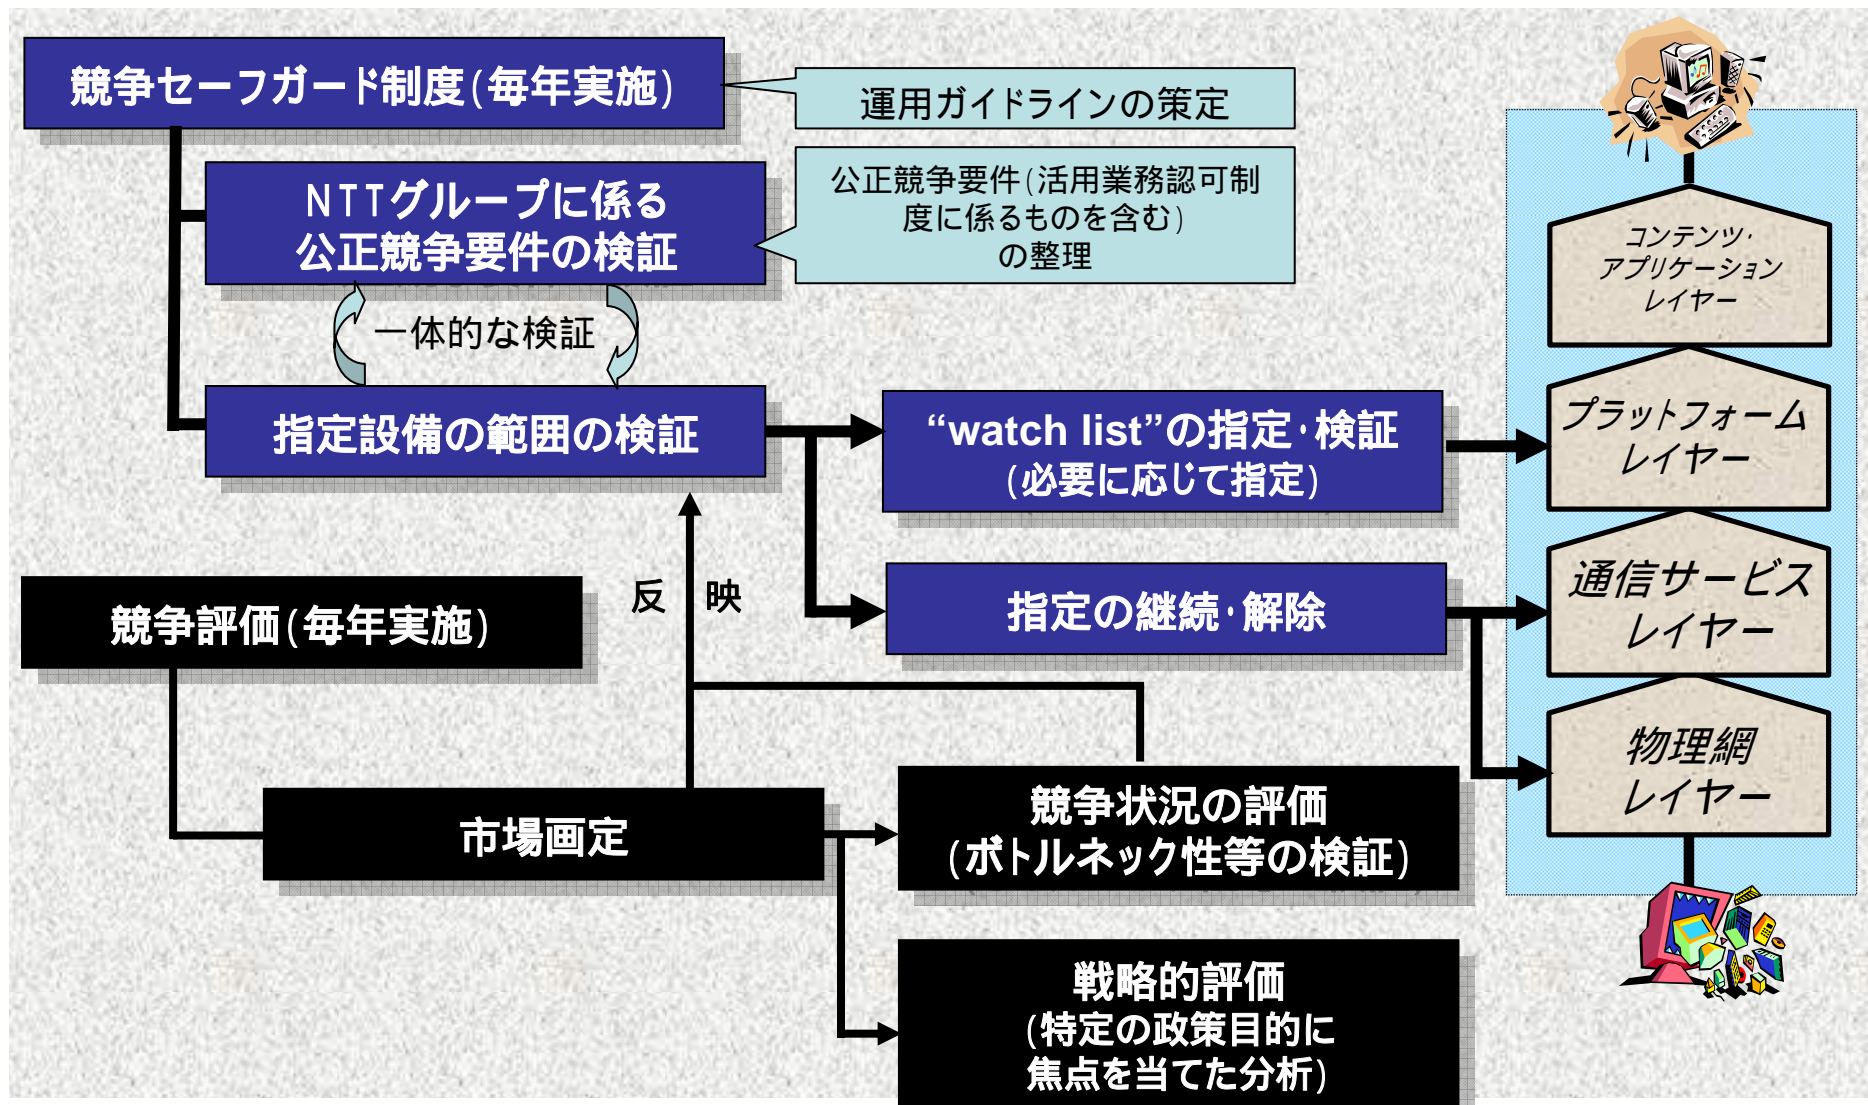 競争セーフガード制度(毎年実施)
運用ガイドラインの策定
NTTグループに係る
公正競争要件の検証
公正競争要件(活用業務認可制
度に係るものを含む)
の整理
一体的な検証
指定設備の範囲の検証
“watch list”の指定・検証
(必要に応じて指定)
指定の継続・解除
反映
競争評価(毎年実施)
市場画定
競争状況の評価
(ボトルネック性等の検証)
戦略的評価
(特定の政策目的に
焦点を当てた分析)
コンテンツ・
アプリケーション
レイヤー
プラットフォーム
レイヤー
通信サービス
レイヤー
物理網
レイヤー